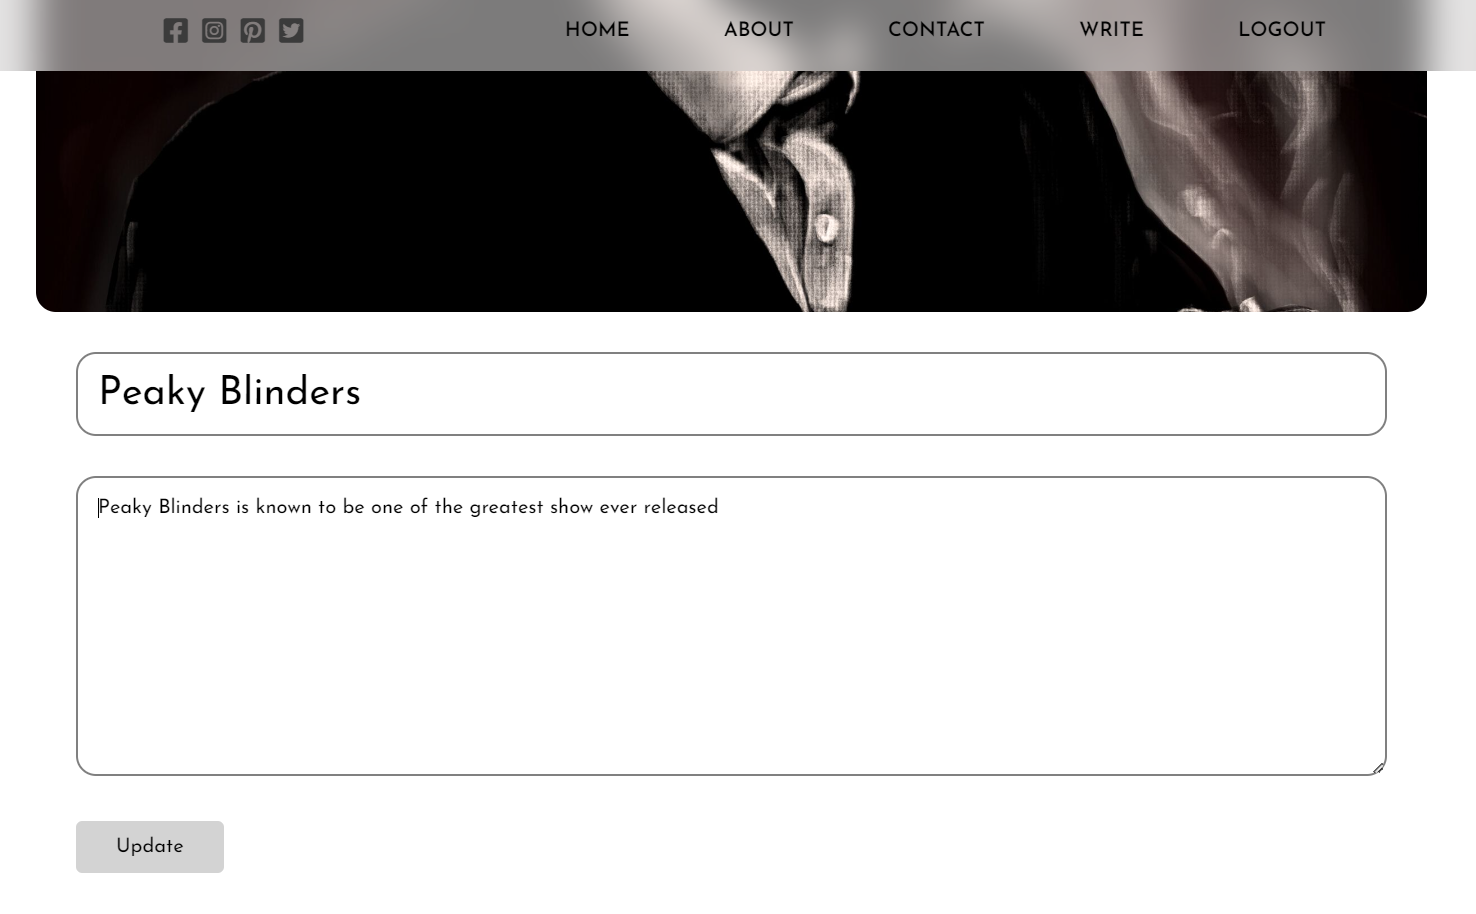 HOME ABOUT CONTACT WRITE LOGOUT
Peaky Blinders
Peaky Blinders is known to be one of the greatest show ever released
Update